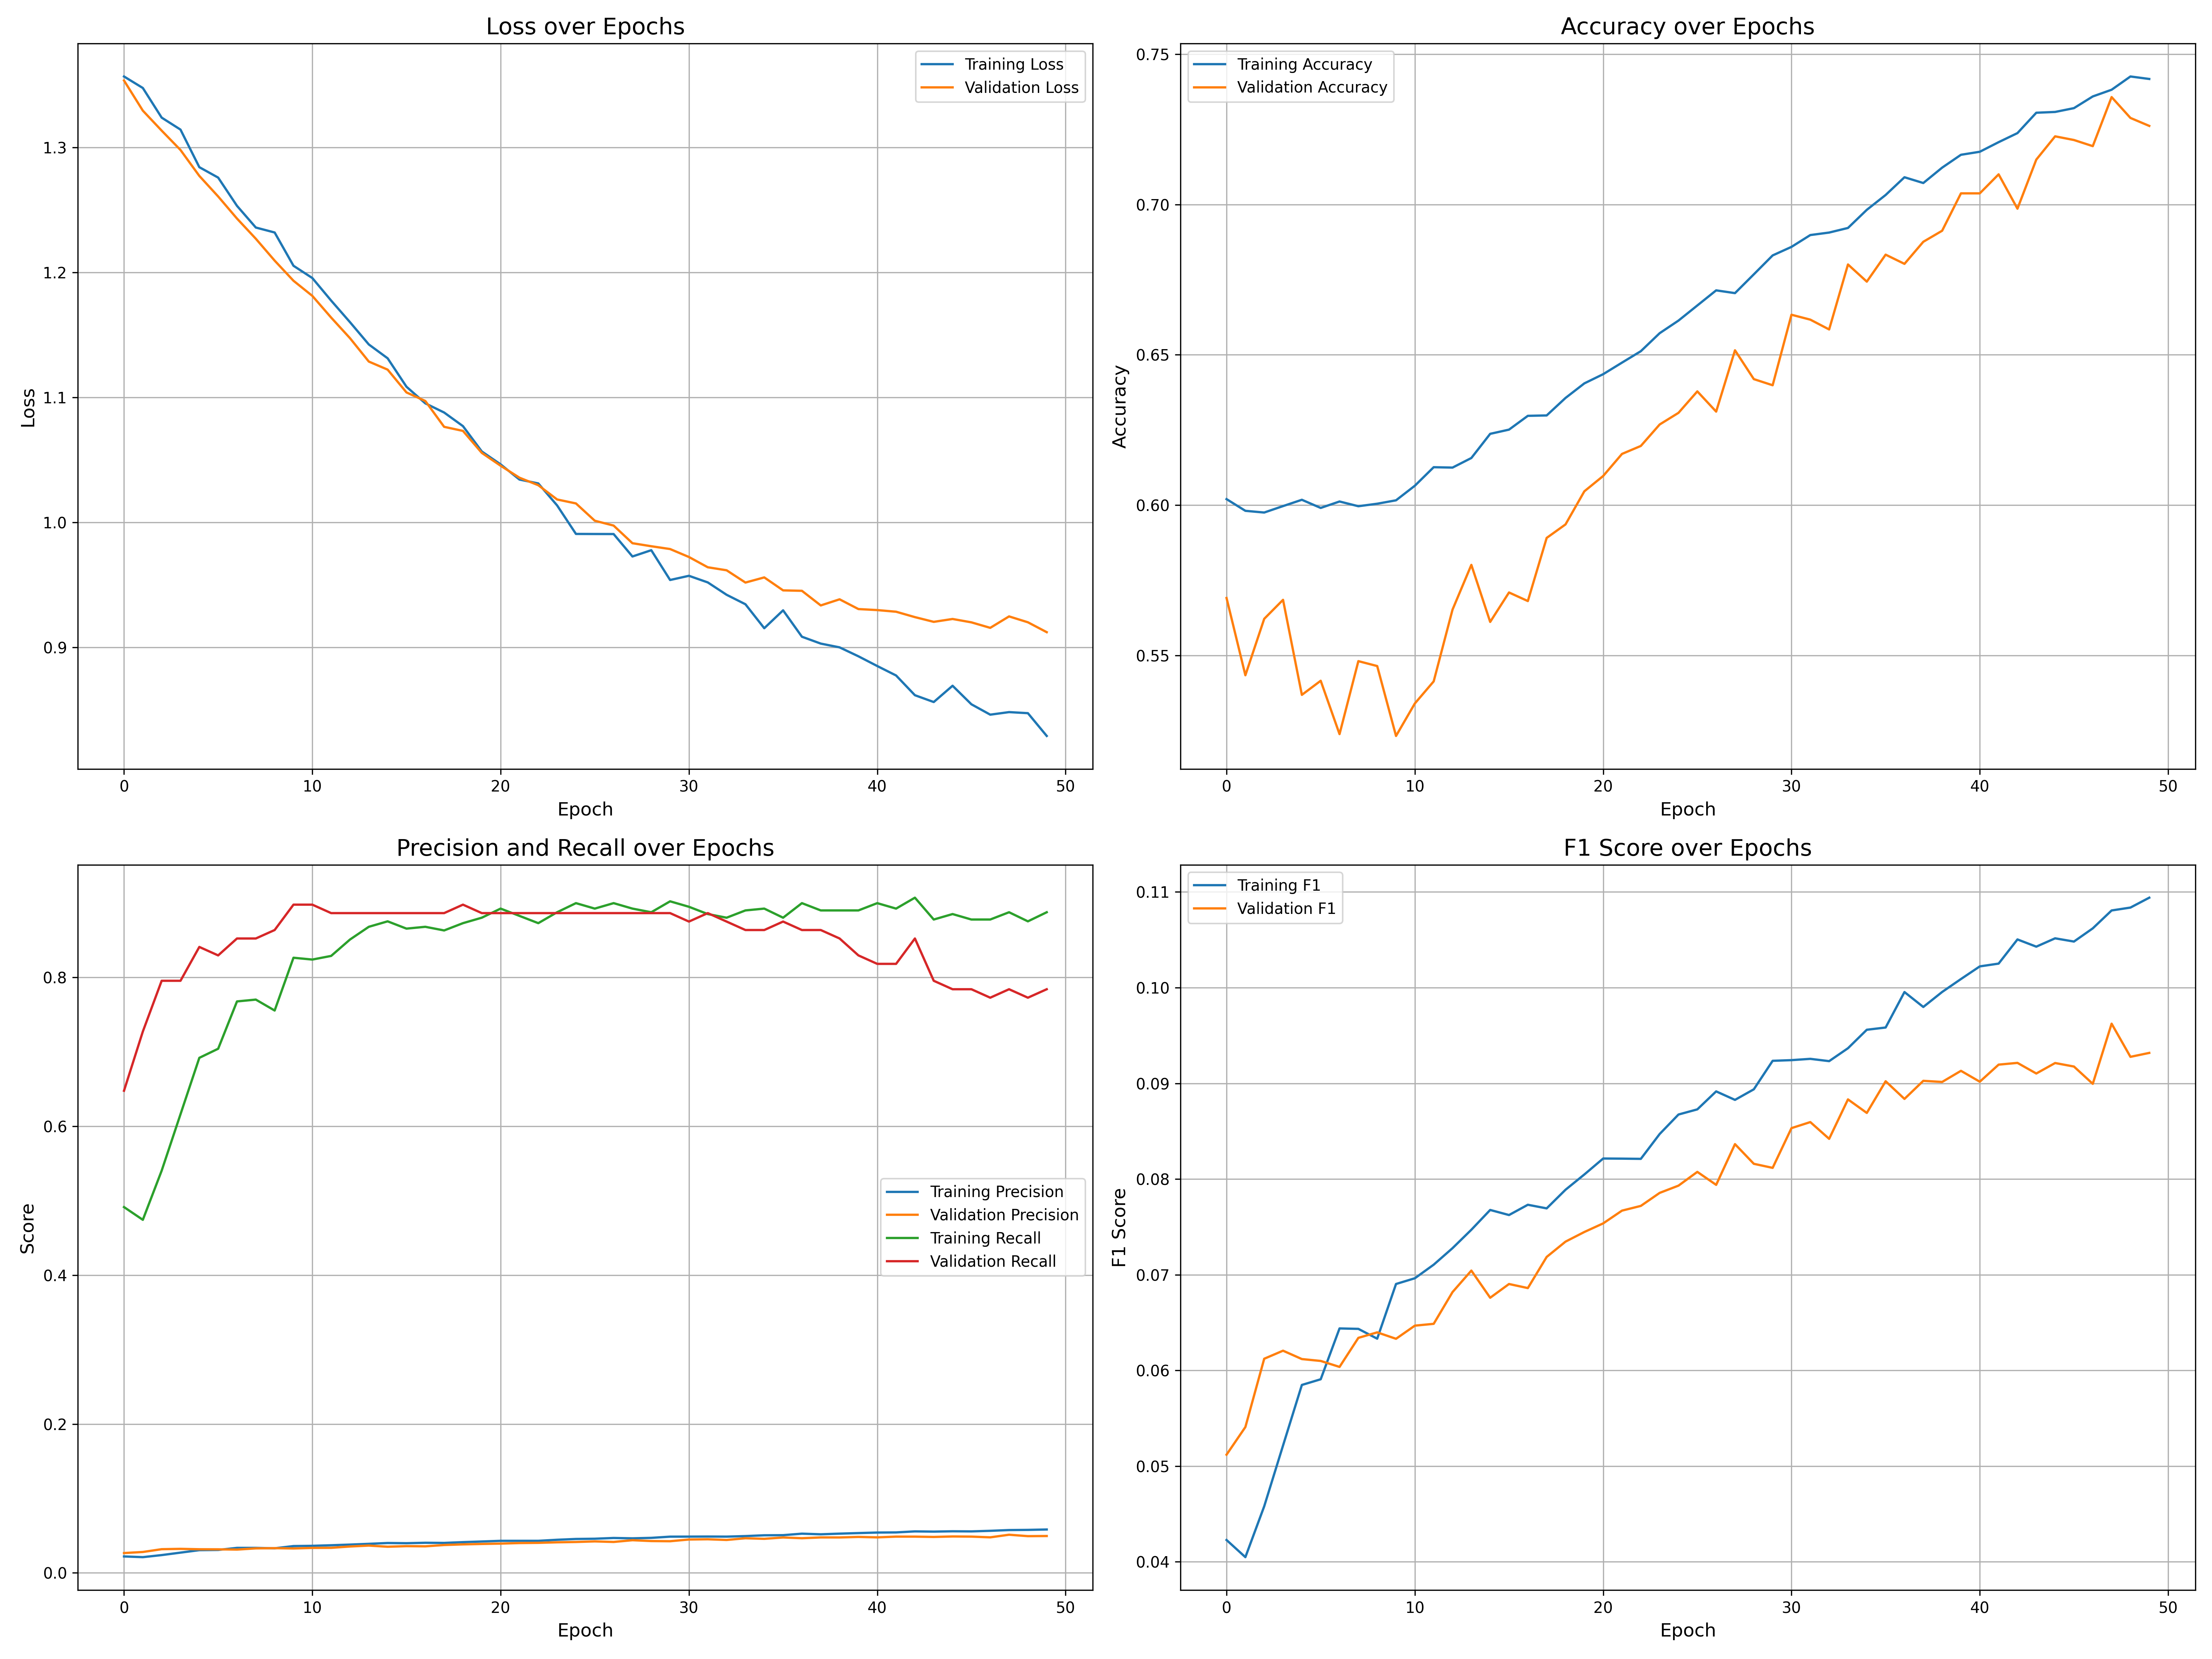 Loss over Epochs
Training Loss
Validation Loss
1.3
1.2
1.1
1.0
0.9
Loss
0 10 20 30 40 50
Epoch
Accuracy over Epochs
Training Accuracy
Validation Accuracy
0.75
0.70
0.65
0.60
0.55
Accuracy
0 10 20 30 40 50
Epoch
Precision and Recall over Epochs
0.8
0.6
0.4
0.2
0.0
Score
Training Precision
Validation Precision
Training Recall
Validation Recall
0 10 20 30 40 50
Epoch
F1 Score over Epochs
Training F1
Validation F1
0.11
0.10
0.09
0.08
0.07
0.06
0.05
0.04
F1 Score
0 10 20 30 40 50
Epoch